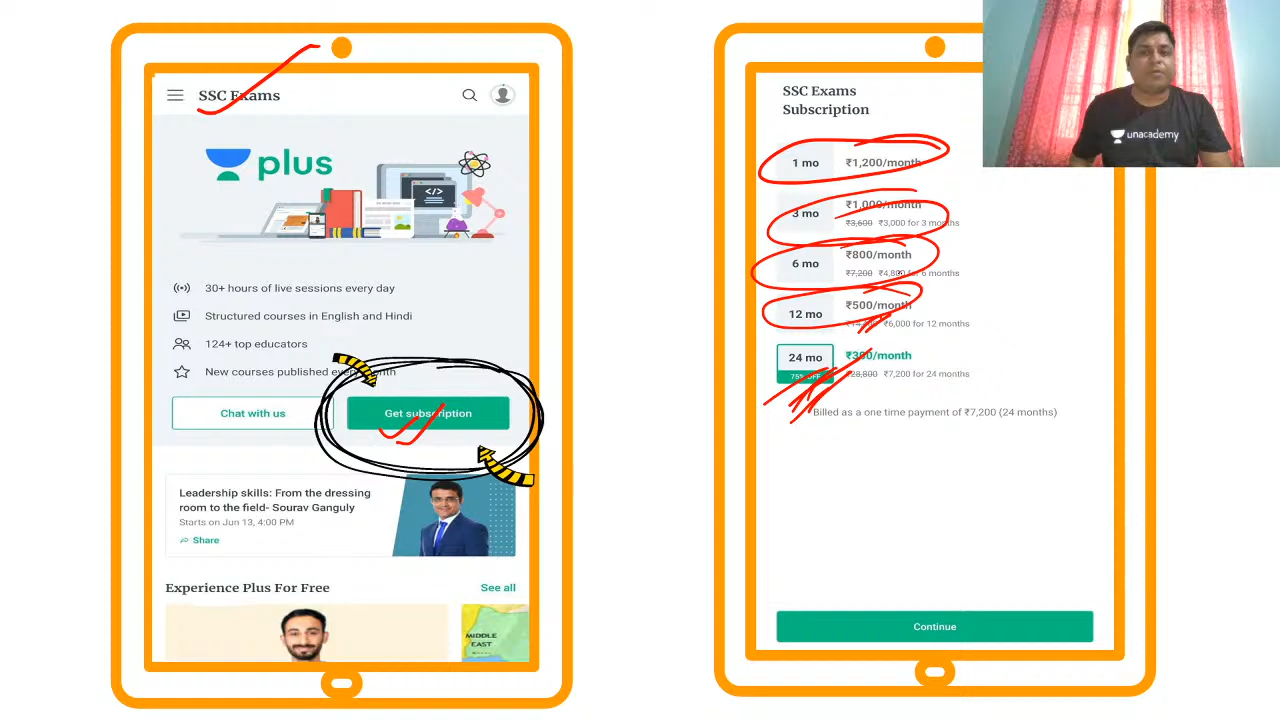 SSC Exams
plus
30+ hours of live sessions every day
Structured courses in English and Hindi
124+ top educators
New courses published every month
Chat with us
Get subscription
Leadership skills: From the dressing
room to the field- Sourav Ganguly
Starts on Jun 13, 4:00 PM
Share
Experience Plus For Free
See all
MIDDLE
EAST
SSC Exams
Subscription
1 mo
₹1,200/month
3 mo
₹1,000/month
₹3,600 ₹3,000 for 3 months
6 mo
₹800/month
₹7,200 ₹4,800 for 6 months
12 mo
₹500/month
₹6,000 for 12 months
24 mo
₹300/month
75% OFF
₹28,800 ₹7,200 for 24 months
Billed as a one time payment of ₹7,200 (24 months)
Continue
unacademy